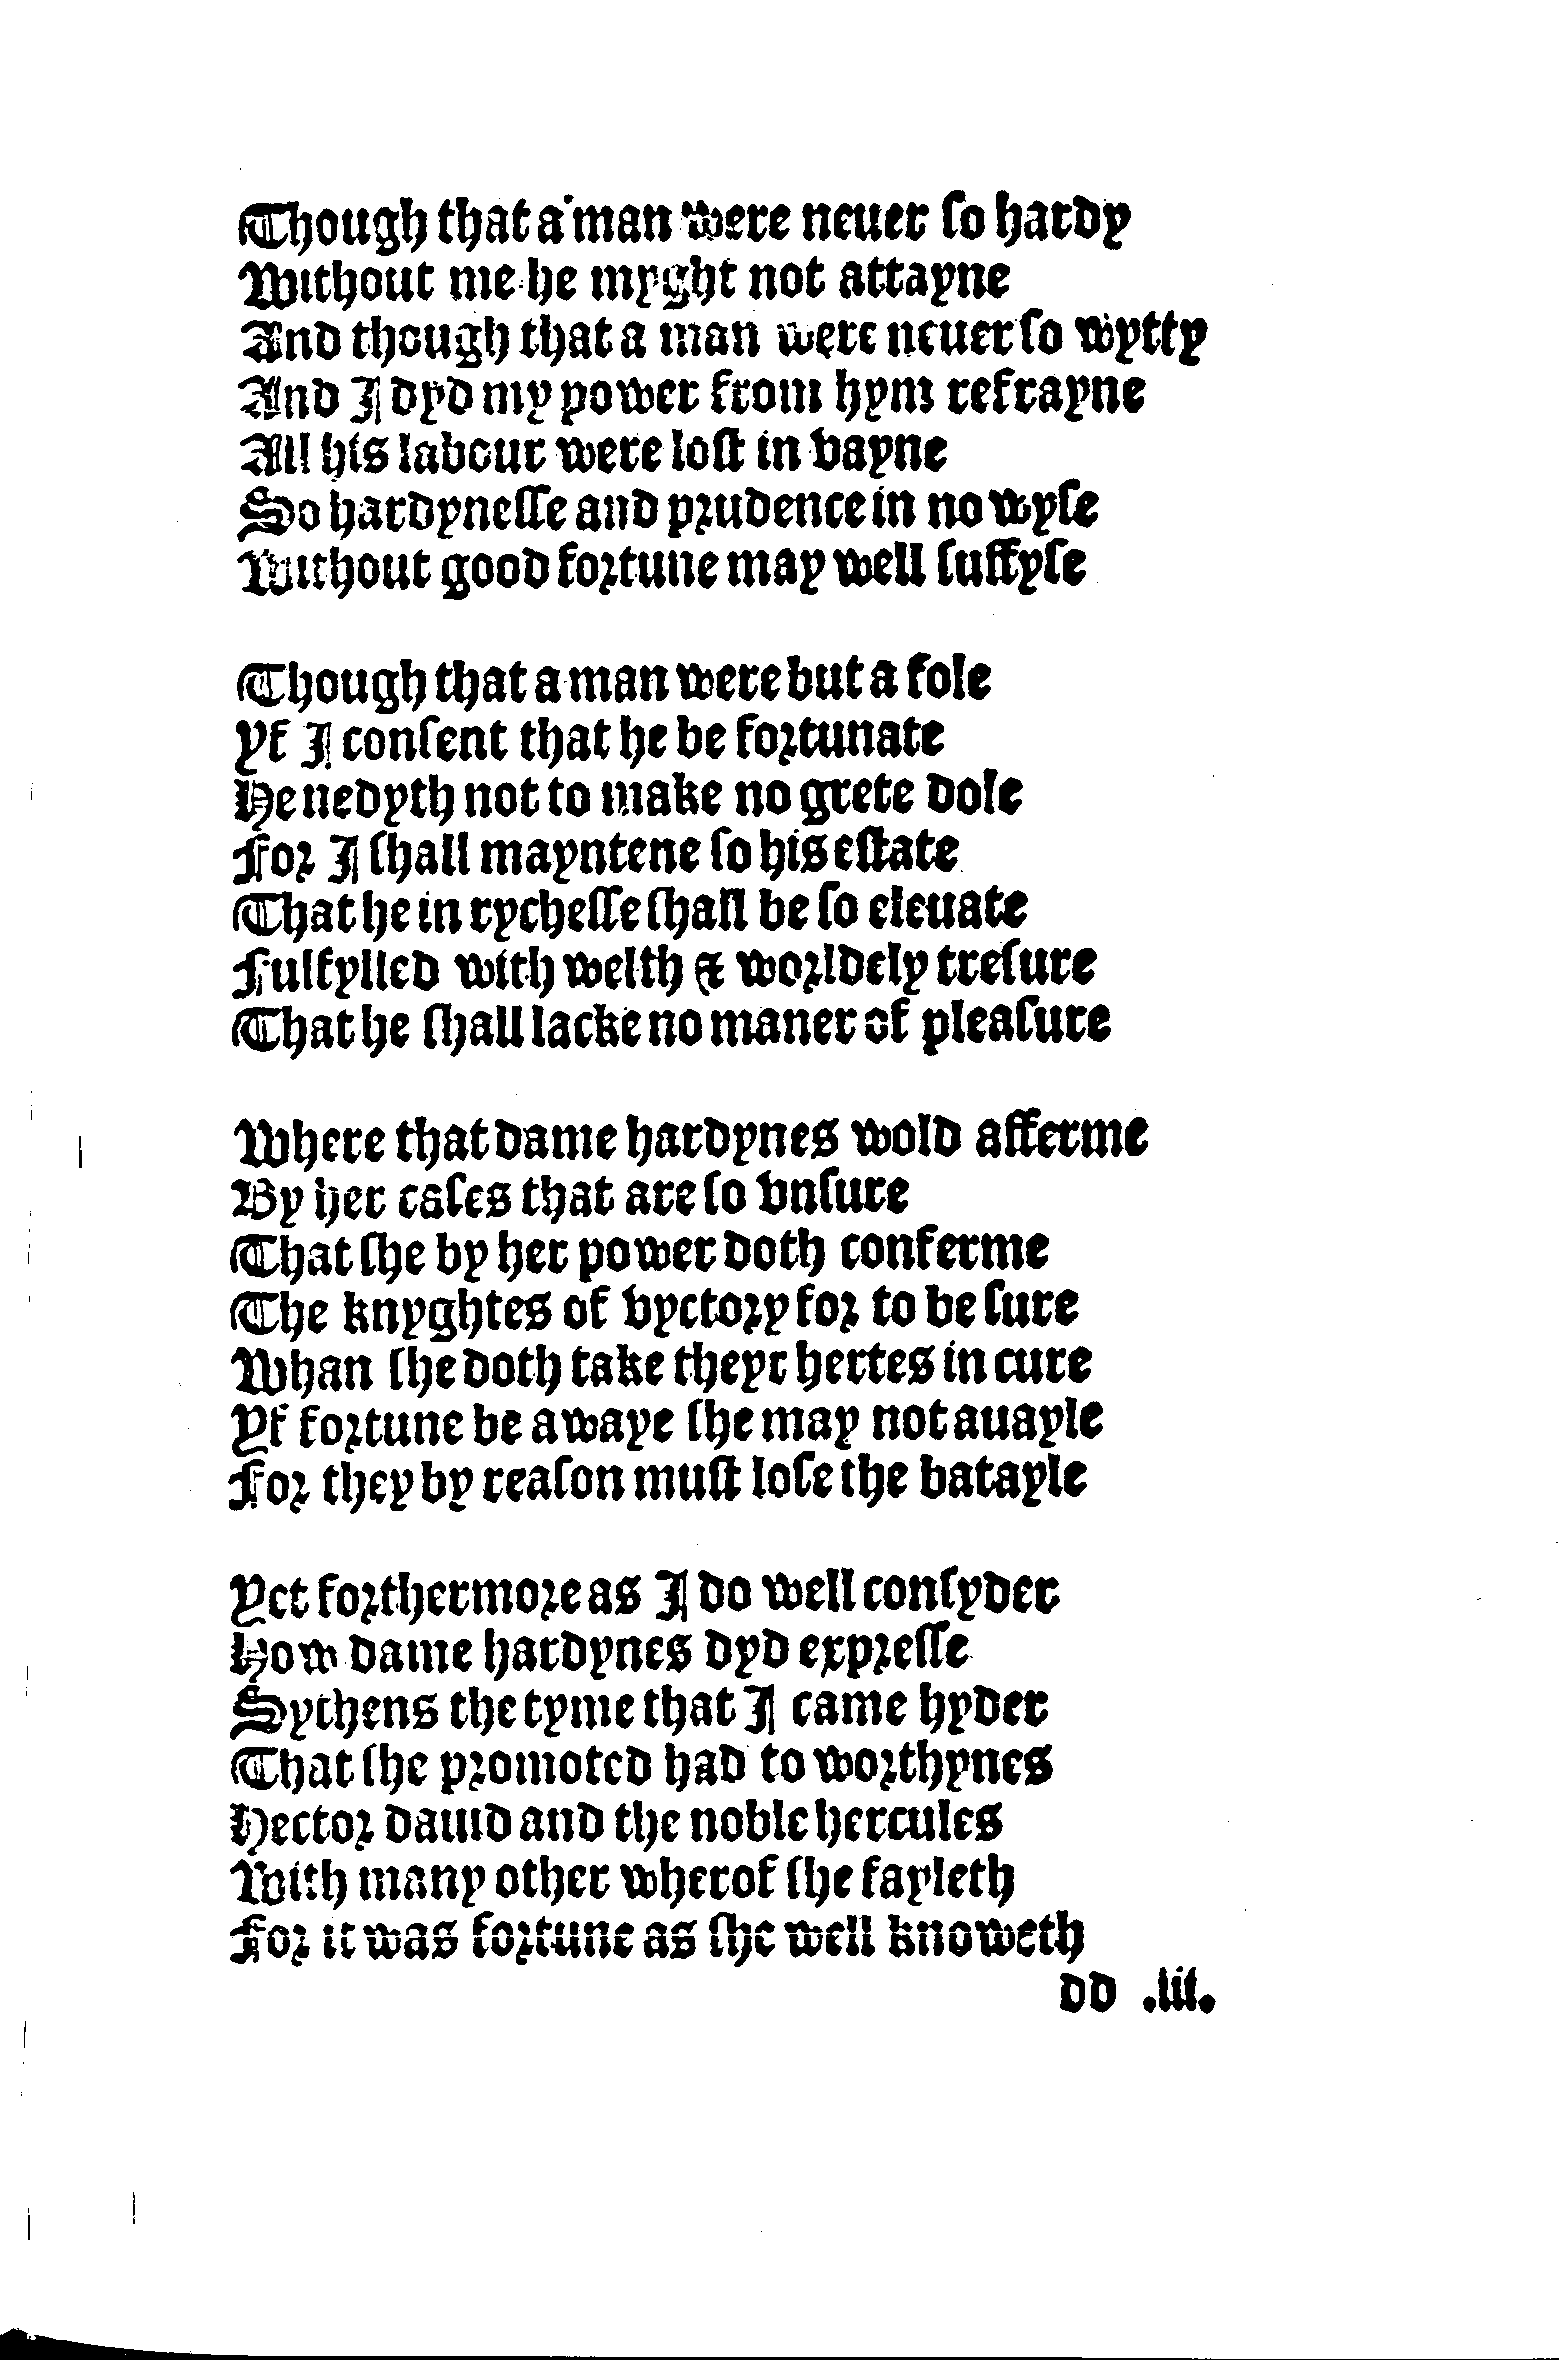 Though that a man were neuer ſo hardy
Without me he myght not attayne
And though that a man were neuer ſo wytty
And I dyd my power from hym refrayne
All his labour were loſt in vayne
So hardyneſſe and prudence in no wyſe
Without good fortune may well ſuffyſe

Though that a man were but a fole
Yf I conſent that he be fortunate
He nedyth not to make no grete dole
For I ſhall mayntene ſo his eſtate
That he in rycheſſe ſhall be ſo eleuate
Fulfylled with welth & worldely treſure
That he ſhall lacke no maner of pleaſure

Where that dame hardynes wold afferme
By her caſes that are ſo vnſure
That ſhe by her power doth conferme
The knyghtes of vyctory for to be ſure
Whan ſhe doth take theyr hertes in cure
Yf fortune be awaye ſhe may not auayle
For they by reaſon muſt loſe the batayle

Yet forthermore as I do well conſyder
How dame hardynes dyd expreſſe
Sythens the tyme that I came hyder
That ſhe promoted had to worthynes
Hector dauid and the noble hercules
With many other wherof ſhe fayleth
For it was fortune as ſhe well knoweth
dd .iii.